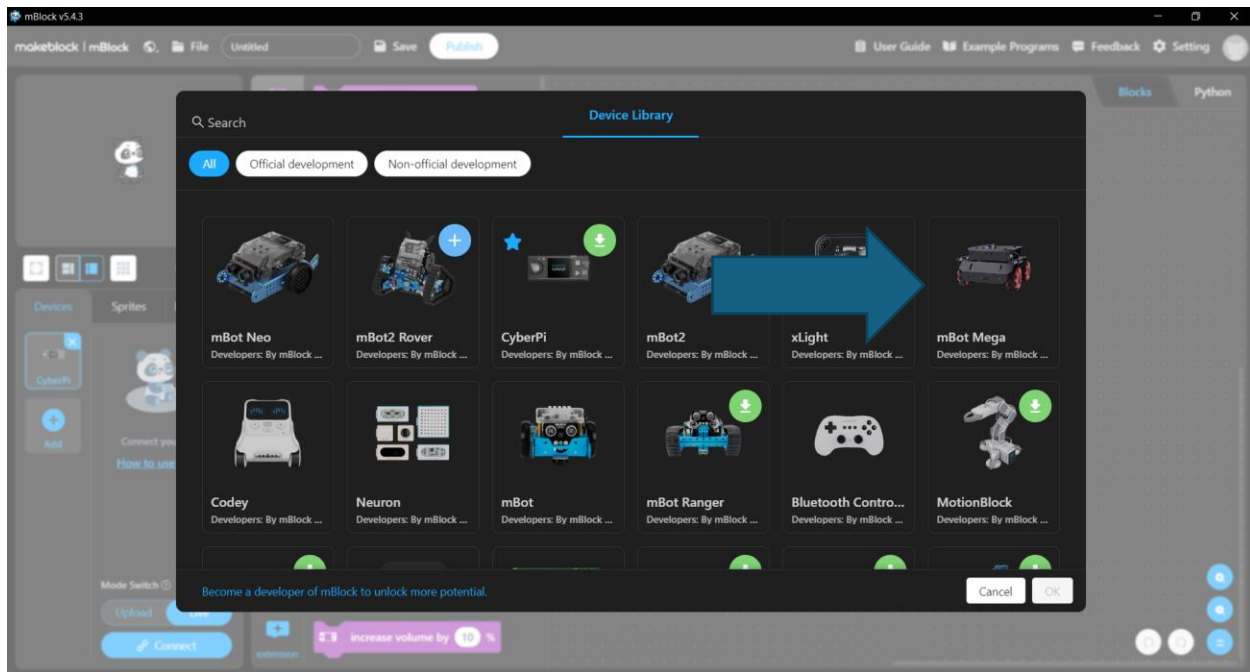 mBlock v5.4.3
makeblock | mBlock File Untitled Save Publish User Guide Example Programs Feedback Setting
Blocks Python
Search Device Library
All Official development Non-official development
mBot Neo mBot2 Rover CyberPi mBot2 xLight mBot Mega
Developers: By mBlock ... Developers: By mBlock ... Developers: By mBlock ... Developers: By mBlock ... Developers: By mBlock ... Developers: By mBlock ...
Devices Sprites
CyberPi
Add
Connect you
How to use
Codey Neuron mBot mBot Ranger Bluetooth Contro... MotionBlock
Developers: By mBlock ... Developers: By mBlock ... Developers: By mBlock ... Developers: By mBlock ... Developers: By mBlock ... Developers: By mBlock ...
Become a developer of mBlock to unlock more potential. Cancel OK
Mode Switch
Upload Live
Connect
extension
increase volume by 10 %